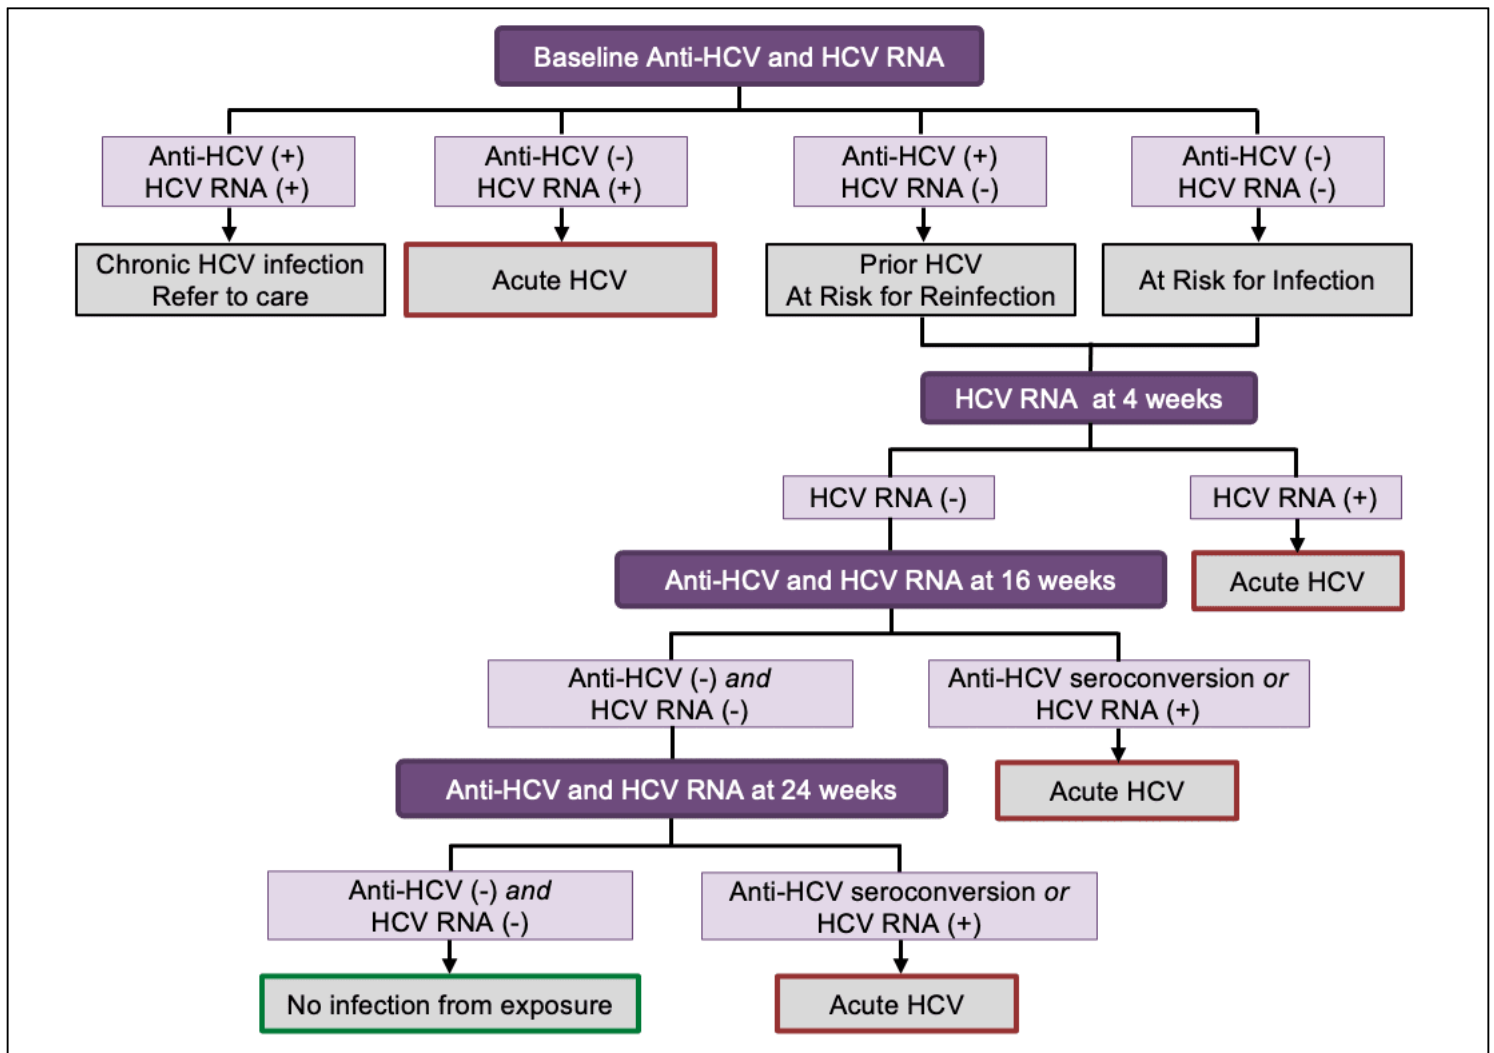 Baseline Anti-HCV and HCV RNA
Anti-HCV (+)
HCV RNA (+)
Anti-HCV (-)
HCV RNA (+)
Anti-HCV (+)
HCV RNA (-)
Anti-HCV (-)
HCV RNA (-)
Chronic HCV infection
Refer to care
Acute HCV
Prior HCV
At Risk for Reinfection
At Risk for Infection
HCV RNA at 4 weeks
HCV RNA (-)
HCV RNA (+)
Anti-HCV and HCV RNA at 16 weeks
Acute HCV
Anti-HCV (-) and
HCV RNA (-)
Anti-HCV seroconversion or
HCV RNA (+)
Anti-HCV and HCV RNA at 24 weeks
Acute HCV
Anti-HCV (-) and
HCV RNA (-)
Anti-HCV seroconversion or
HCV RNA (+)
No infection from exposure
Acute HCV